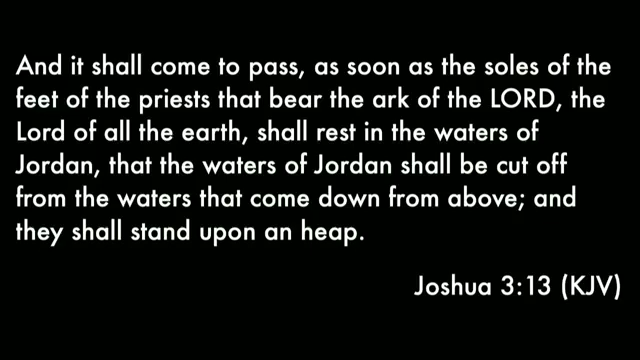 And it shall come to pass, as soon as the soles of the
feet of the priests that bear the ark of the LORD, the
Lord of all the earth, shall rest in the waters of
Jordan, that the waters of Jordan shall be cut off
from the waters that come down from above; and
they shall stand upon an heap.
Joshua 3:13 (KJV)